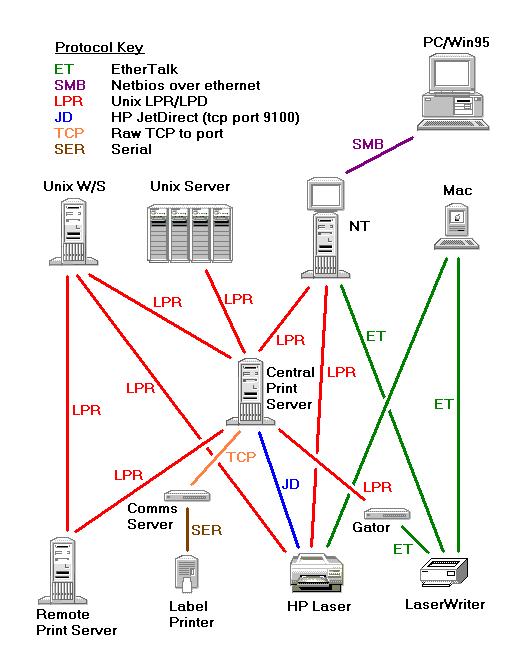 Protocol Key
ET EtherTalk
SMB Netbios over ethernet
LPR Unix LPR/LPD
JD HP JetDirect (tcp port 9100)
TCP Raw TCP to port
SER Serial
PC/Win95
SMB
Unix W/S
Unix Server
NT
Mac
LPR
LPR
LPR
ET
LPR
LPR
Central
Print
Server
LPR
ET
LPR
TCP
LPR
JD
LPR
Comms
Server
Gator
SER
ET
Remote
Print Server
Label
Printer
HP Laser
LaserWriter